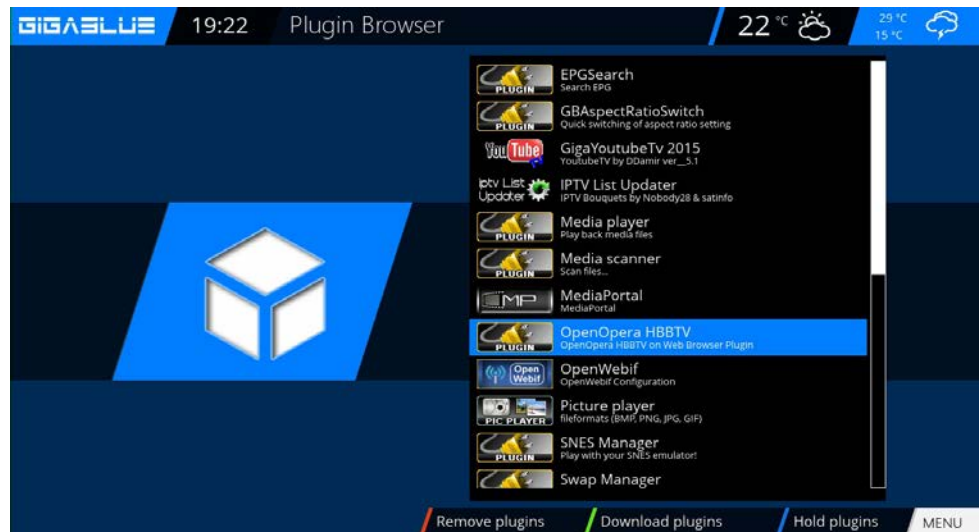 GIGABLUE 19:22 Plugin Browser 22 °C 29 °C
15 °C
PLUGIN EPGSearch
Search EPG
PLUGIN GBAspectRatioSwitch
Quick switching of aspect ratio setting
You Tube GigaYoutubeTv 2015
YoutubeTV by DDamir ver__5.1
iptv List Updater IPTV List Updater
IPTV Bouquets by Nobody28 & satinfo
PLUGIN Media player
Play back media files
PLUGIN Media scanner
Scan files...
MP MediaPortal
MediaPortal
PLUGIN OpenOpera HBBTV
OpenOpera HBBTV on Web Browser Plugin
Open Webif OpenWebif
OpenWebif Configuration
PIC PLAYER Picture player
fileformats (BMP, PNG, JPG, GIF)
PLUGIN SNES Manager
Play with your SNES emulator!
Swap Manager
Remove plugins Download plugins Hold plugins MENU